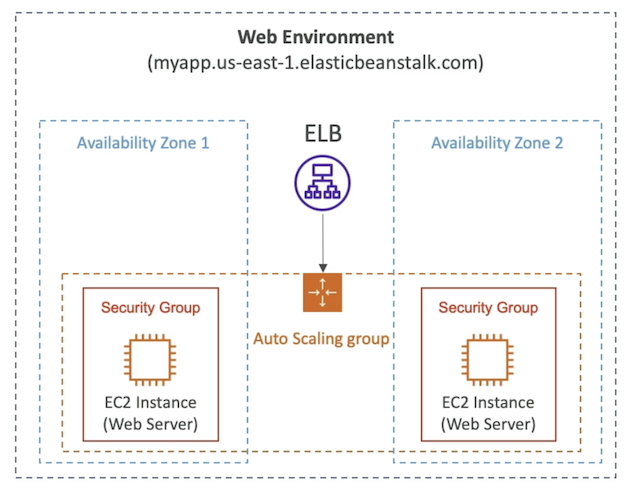 Web Environment
(myapp.us-east-1.elasticbeanstalk.com)
ELB
Availability Zone 1
Availability Zone 2
Security Group
Security Group
Auto Scaling group
EC2 Instance
(Web Server)
EC2 Instance
(Web Server)